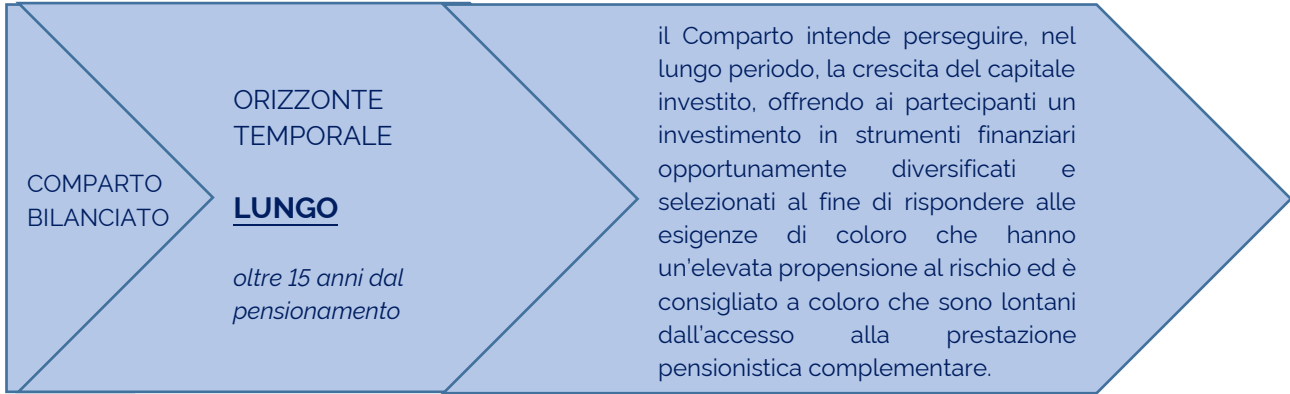 COMPARTO
BILANCIATO
ORIZZONTE
TEMPORALE
LUNGO
oltre 15 anni dal
pensionamento
il Comparto intende perseguire, nel
lungo periodo, la crescita del capitale
investito, offrendo ai partecipanti un
investimento in strumenti finanziari
opportunamente diversificati e
selezionati al fine di rispondere alle
esigenze di coloro che hanno
un'elevata propensione al rischio ed è
consigliato a coloro che sono lontani
dall'accesso alla prestazione
pensionistica complementare.